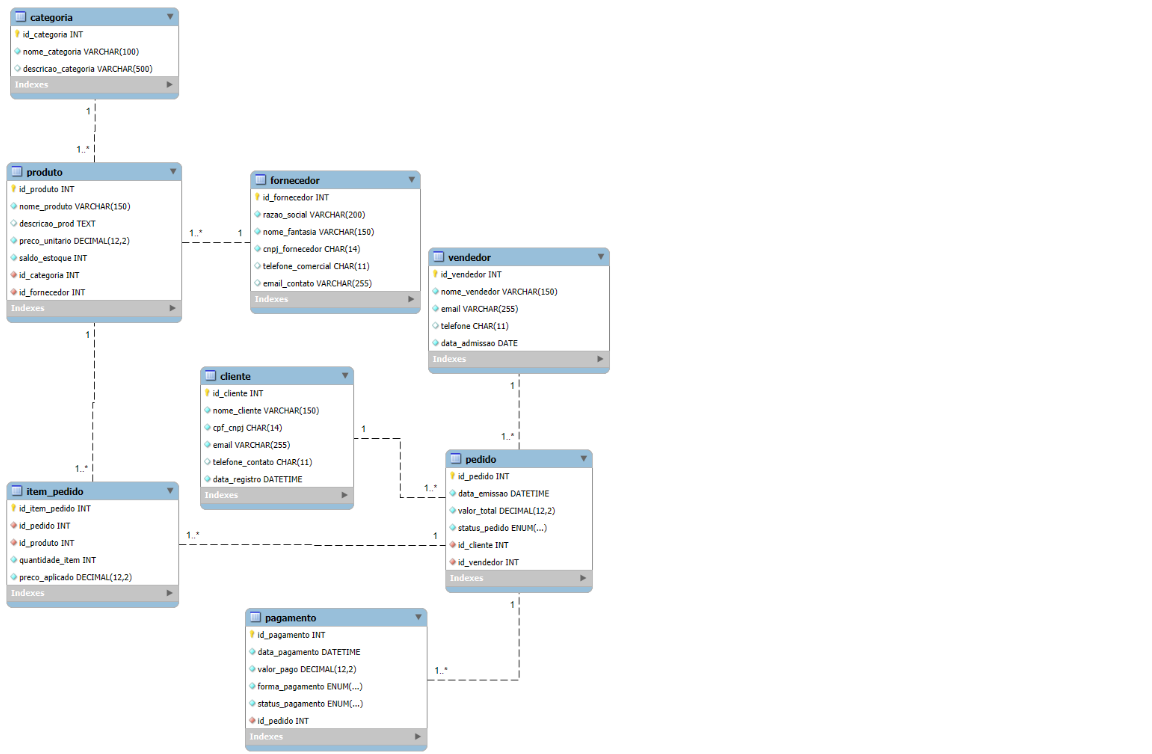 categoria
id_categoria INT
nome_categoria VARCHAR(100)
descricao_categoria VARCHAR(500)
Indexes
1
1..*
produto
id_produto INT
nome_produto VARCHAR(150)
descricao_prod TEXT
preco_unitario DECIMAL(12,2)
saldo_estoque INT
id_categoria INT
id_fornecedor INT
Indexes
1..*
1
fornecedor
id_fornecedor INT
razao_social VARCHAR(200)
nome_fantasia VARCHAR(150)
cnpj_fornecedor CHAR(14)
telefone_comercial CHAR(11)
email_contato VARCHAR(255)
Indexes
vendedor
id_vendedor INT
nome_vendedor VARCHAR(150)
email VARCHAR(255)
telefone CHAR(11)
data_admissao DATE
Indexes
1
1..*
1
1..*
cliente
id_cliente INT
nome_cliente VARCHAR(150)
cpf_cnpj CHAR(14)
email VARCHAR(255)
telefone_contato CHAR(11)
data_registro DATETIME
Indexes
1
1..*
pedido
id_pedido INT
data_emissao DATETIME
valor_total DECIMAL(12,2)
status_pedido ENUM(...)
id_cliente INT
id_vendedor INT
Indexes
item_pedido
id_item_pedido INT
id_pedido INT
id_produto INT
quantidade_item INT
preco_aplicado DECIMAL(12,2)
Indexes
1..*
1
1
1..*
pagamento
id_pagamento INT
data_pagamento DATETIME
valor_pago DECIMAL(12,2)
forma_pagamento ENUM(...)
status_pagamento ENUM(...)
id_pedido INT
Indexes